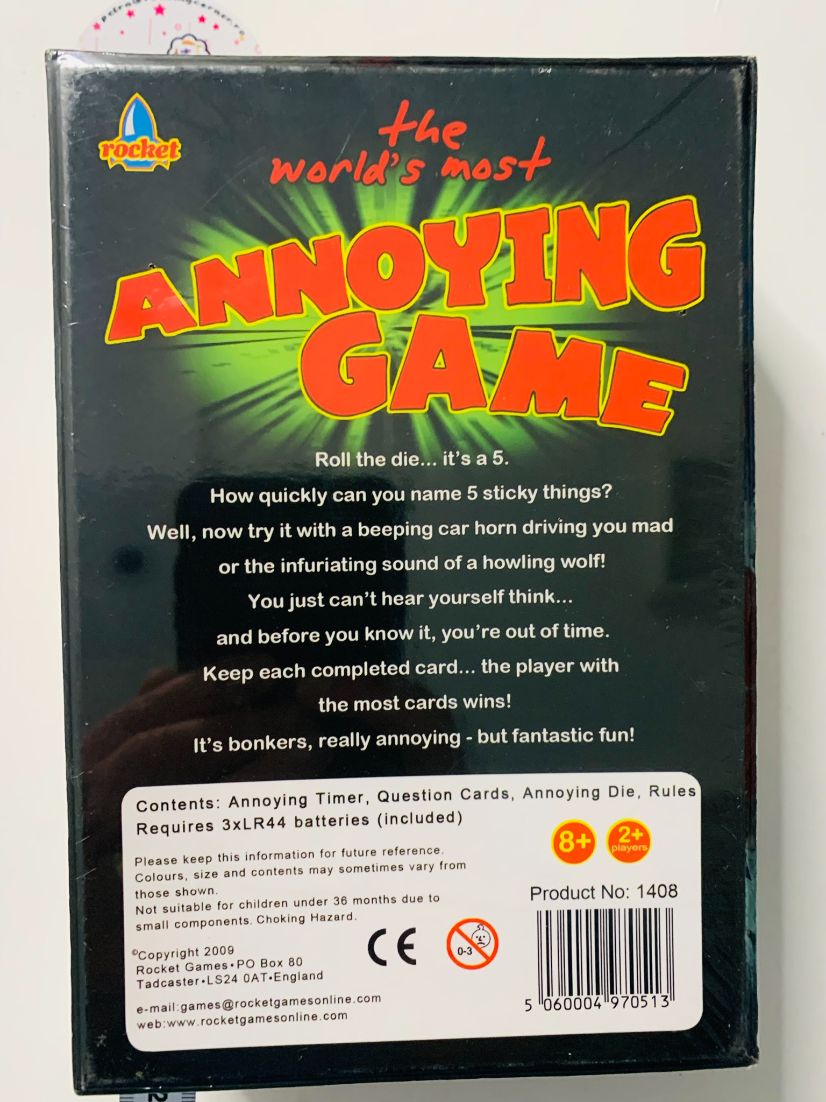 rocket
the
world's most
ANNOYING
GAME
Roll the die... it's a 5.
How quickly can you name 5 sticky things?
Well, now try it with a beeping car horn driving you mad
or the infuriating sound of a howling wolf!
You just can't hear yourself think...
and before you know it, you're out of time.
Keep each completed card... the player with
the most cards wins!
It's bonkers, really annoying - but fantastic fun!
Contents: Annoying Timer, Question Cards, Annoying Die, Rules
Requires 3xLR44 batteries (included)
8+
2+
players
Please keep this information for future reference.
Colours, size and contents may sometimes vary from
those shown.
Not suitable for children under 36 months due to
small components. Choking Hazard.
Product No: 1408
CE
0-3
©Copyright 2009
Rocket Games•PO Box 80
Tadcaster•LS24 0AT•England
e-mail:games@rocketgamesonline.com
web:www.rocketgamesonline.com
5 060004 970513